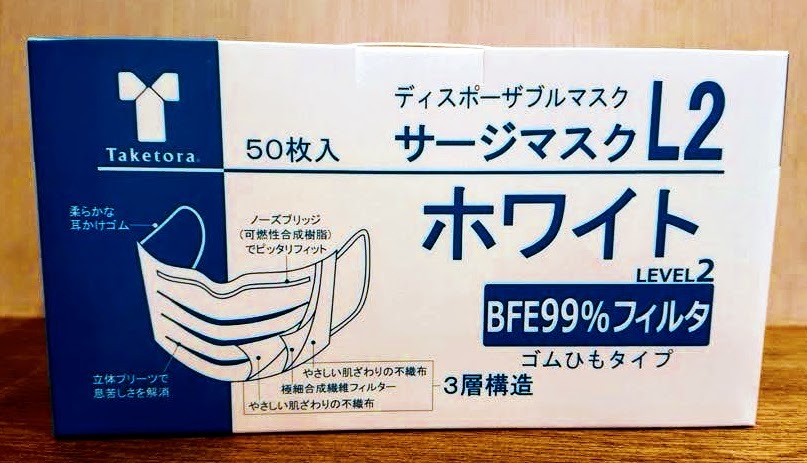 Taketora®
50枚入
ディスポーザブルマスク
サージマスクL2
ホワイト
LEVEL2
BFE99%フィルタ
ゴムひもタイプ
柔らかな
耳かけゴム
ノーズブリッジ
(可燃性合成樹脂)
でピッタリフィット
立体プリーツで
息苦しさを解消
やさしい肌ざわりの不織布
極細合成繊維フィルター
やさしい肌ざわりの不織布
3層構造